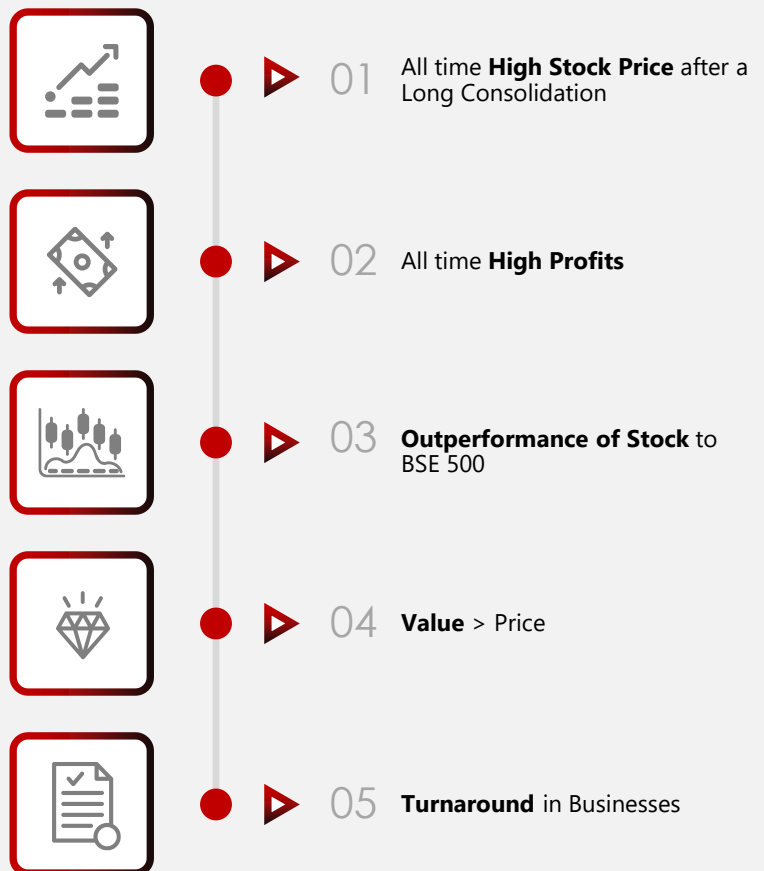 01
All time High Stock Price after a
Long Consolidation
02
All time High Profits
03
Outperformance of Stock to
BSE 500
04
Value > Price
05
Turnaround in Businesses